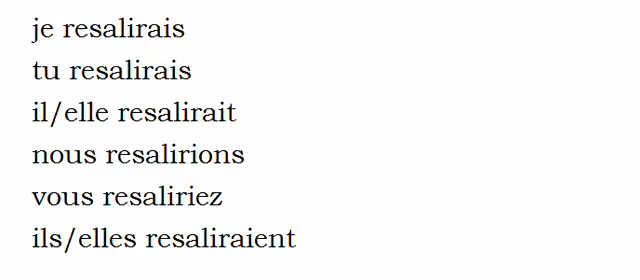 je resalirais
tu resalirais
il/elle resalirait
nous resalirions
vous resaliriez
ils/elles resaliraient